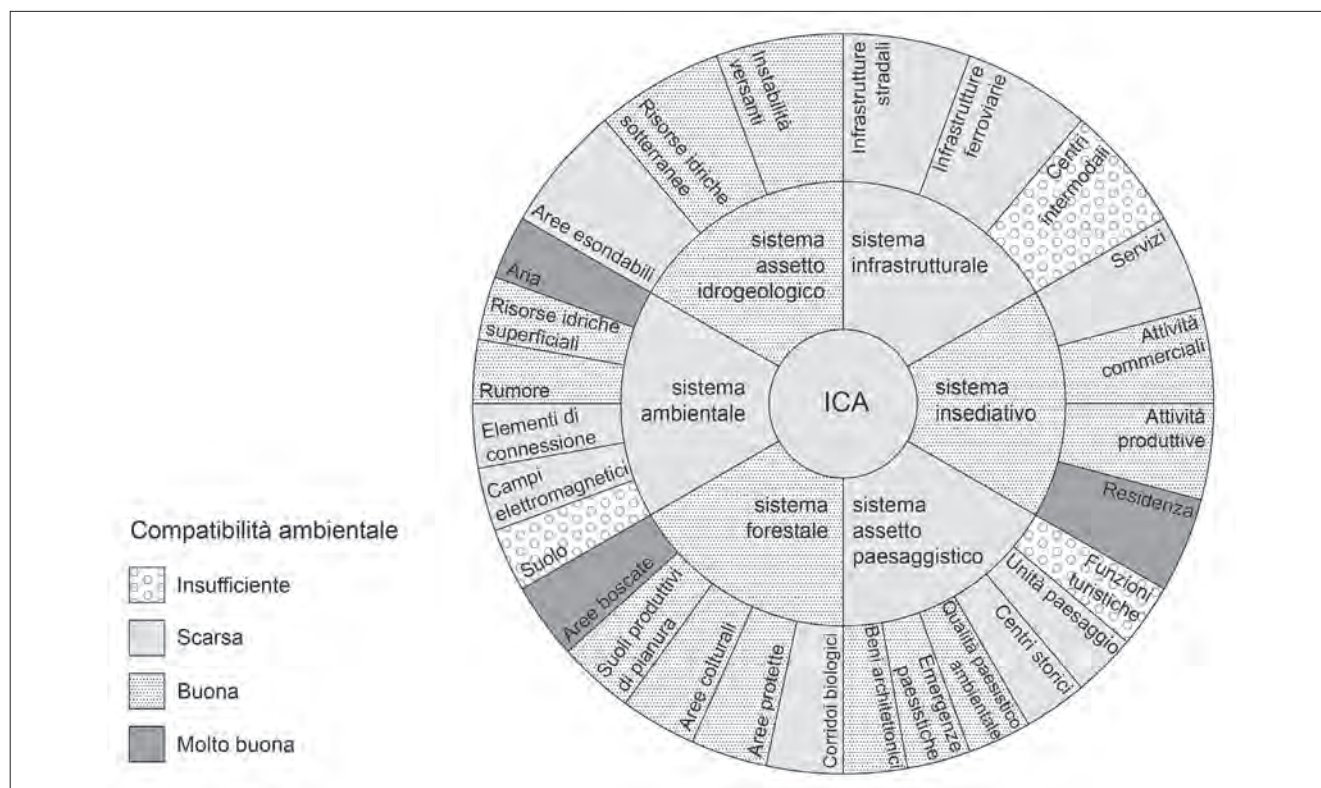 Infrastrutture
stradali
Infrastrutture
ferroviarie
Centri
intermodali
Servizi
Attività
commerciali
Attività
produttive
Residenza
Funzioni
turistiche
Unità paesaggio
Centri storici
Qualità paesistico
ambientale
Emergenze
paesistiche
Beni architettonici
Corridoi biologici
Aree protette
Aree colturali
Suoli produttivi
di pianura
Aree boscate
Suolo
Campi
elettromagnetici
Elementi di
connessione
Rumore
Risorse idriche
superficiali
Aria
Aree esondabili
Risorse idriche
sotterranee
Instabilità
versanti
sistema
infrastrutturale
sistema
insediativo
sistema
assetto
paesaggistico
sistema
forestale
sistema
ambientale
sistema
assetto
idrogeologico
ICA
Compatibilità ambientale
Insufficiente
Scarsa
Buona
Molto buona